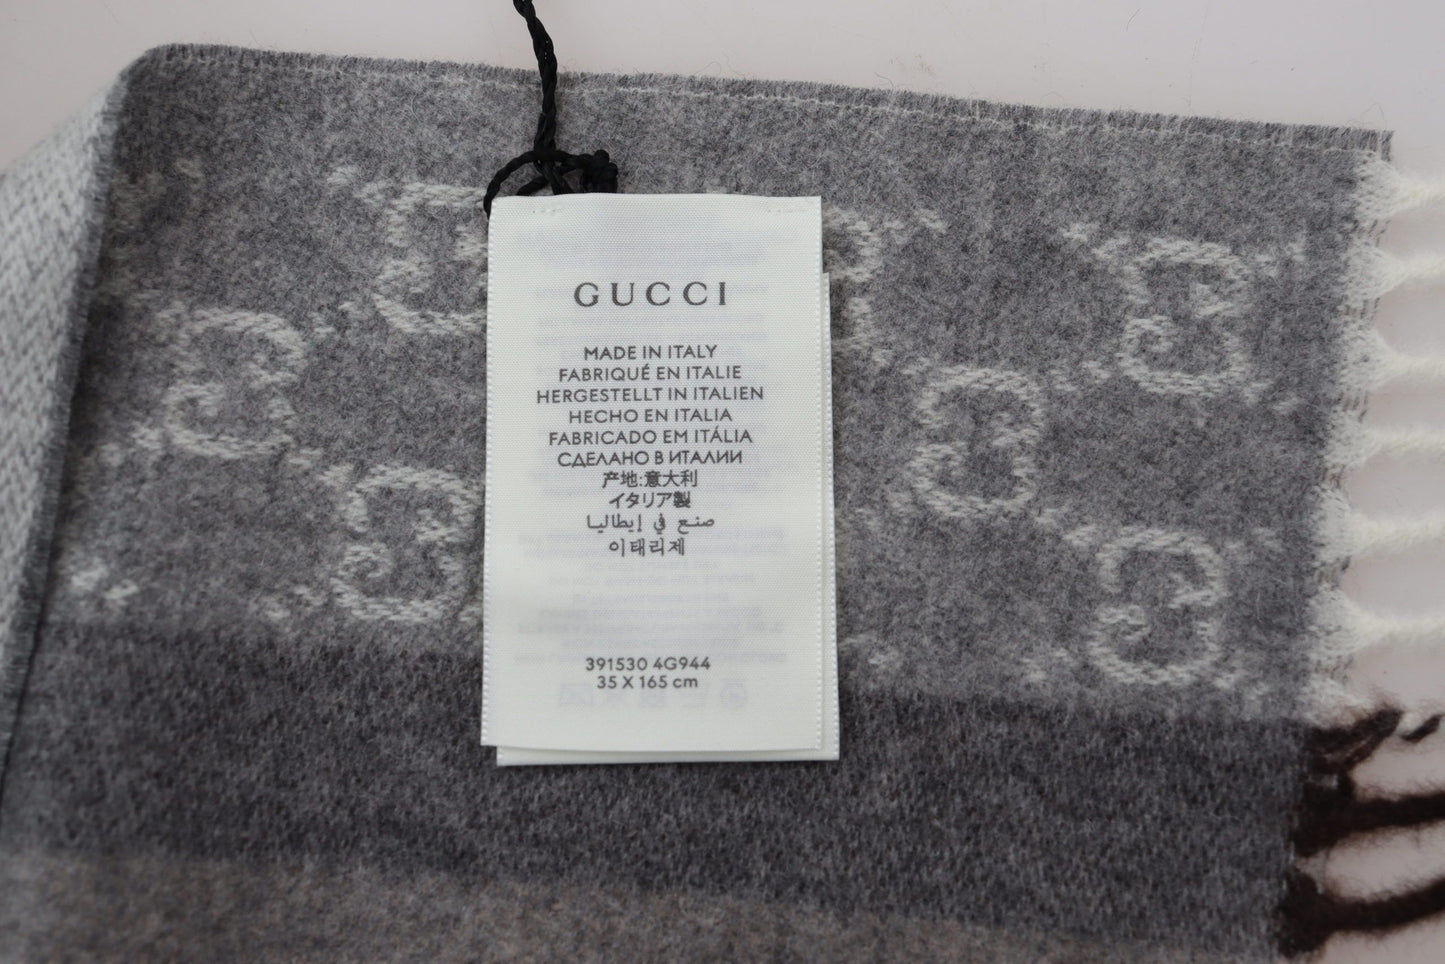 GUCCI
MADE IN ITALY
FABRIQUÉ EN ITALIE
HERGESTELLT IN ITALIEN
HECHO EN ITALIA
FABRICADO EM ITÁLIA
СДЕЛАНО В ИТАЛИИ
产地:意大利
イタリア製
صنع في إيطاليا
이태리제
391530 4G944
35 X 165 cm